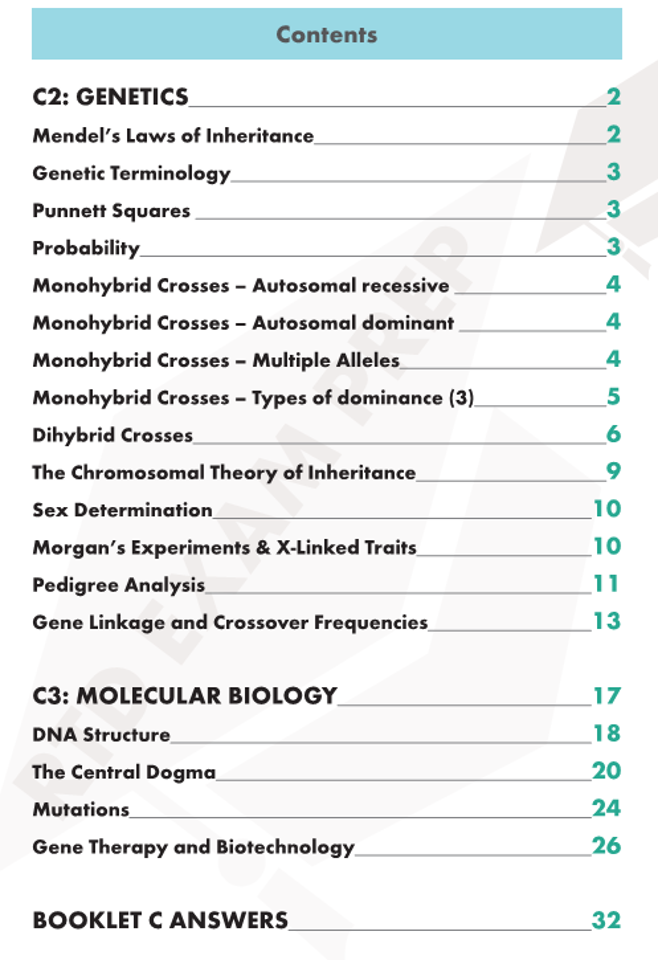 Contents
C2: GENETICS 2
Mendel’s Laws of Inheritance 2
Genetic Terminology 3
Punnett Squares 3
Probability 3
Monohybrid Crosses – Autosomal recessive 4
Monohybrid Crosses – Autosomal dominant 4
Monohybrid Crosses – Multiple Alleles 4
Monohybrid Crosses – Types of dominance (3) 5
Dihybrid Crosses 6
The Chromosomal Theory of Inheritance 9
Sex Determination 10
Morgan’s Experiments & X-Linked Traits 10
Pedigree Analysis 11
Gene Linkage and Crossover Frequencies 13
C3: MOLECULAR BIOLOGY 17
DNA Structure 18
The Central Dogma 20
Mutations 24
Gene Therapy and Biotechnology 26
BOOKLET C ANSWERS 32
RTD EXAM PREP